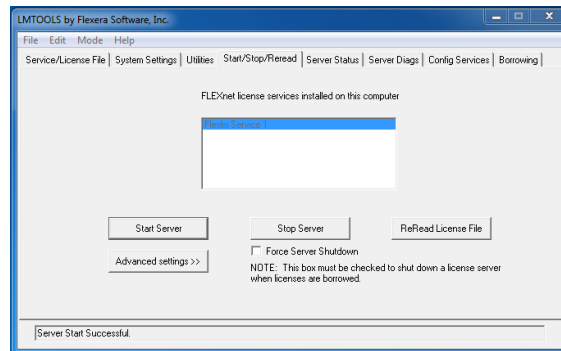 LMTOOLS by Flexera Software, Inc.
File Edit Mode Help
Service/License File System Settings Utilities Start/Stop/Reread Server Status Server Diags Config Services Borrowing
FLEXnet license services installed on this computer
Flexlm Service 1
Start Server Stop Server ReRead License File
Force Server Shutdown
Advanced settings >>
NOTE: This box must be checked to shut down a license server
when licenses are borrowed.
Server Start Successful.